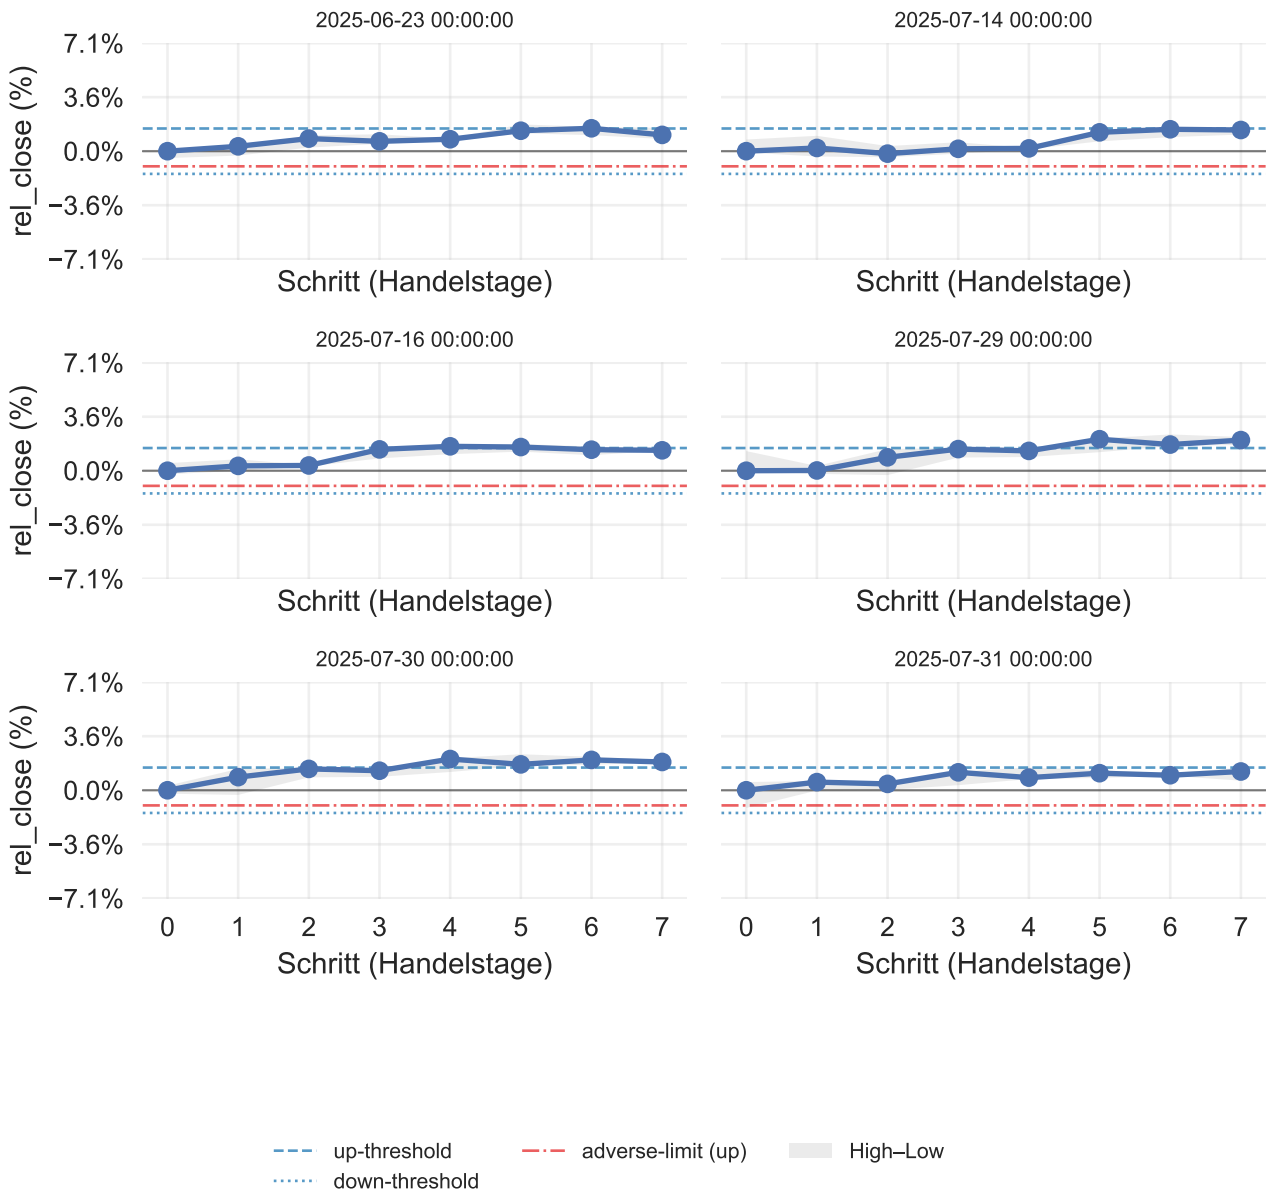 2025-06-23 00:00:00
2025-07-14 00:00:00
7.1%
3.6%
0.0%
−3.6%
−7.1%
rel_close (%)
Schritt (Handelstage)
Schritt (Handelstage)
2025-07-16 00:00:00
2025-07-29 00:00:00
7.1%
3.6%
0.0%
−3.6%
−7.1%
rel_close (%)
Schritt (Handelstage)
Schritt (Handelstage)
2025-07-30 00:00:00
2025-07-31 00:00:00
7.1%
3.6%
0.0%
−3.6%
−7.1%
rel_close (%)
0 1 2 3 4 5 6 7
0 1 2 3 4 5 6 7
Schritt (Handelstage)
Schritt (Handelstage)
up-threshold
down-threshold
adverse-limit (up)
High–Low